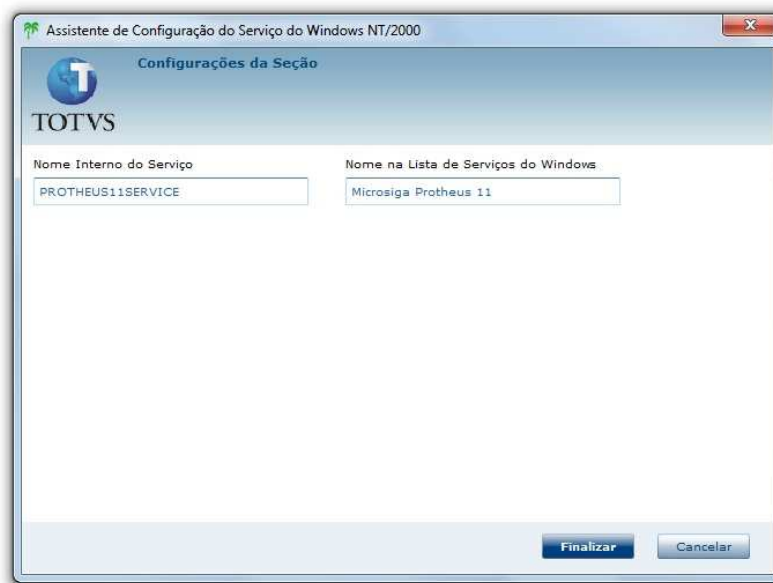 Assistente de Configuração do Serviço do Windows NT/2000
Configurações da Seção
T
TOTVS
Nome Interno do Serviço
Nome na Lista de Serviços do Windows
PROTHEUS11SERVICE
Microsiga Protheus 11
Finalizar
Cancelar